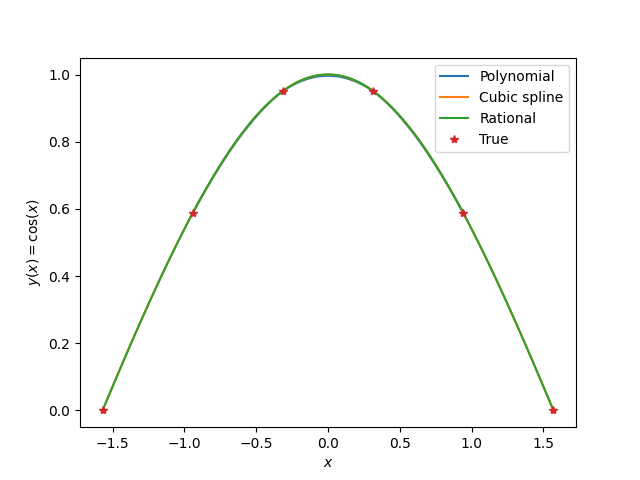 Polynomial
Cubic spline
Rational
True
1.0
0.8
0.6
0.4
0.2
0.0
y(x) = cos(x)
−1.5 −1.0 −0.5 0.0 0.5 1.0 1.5
x